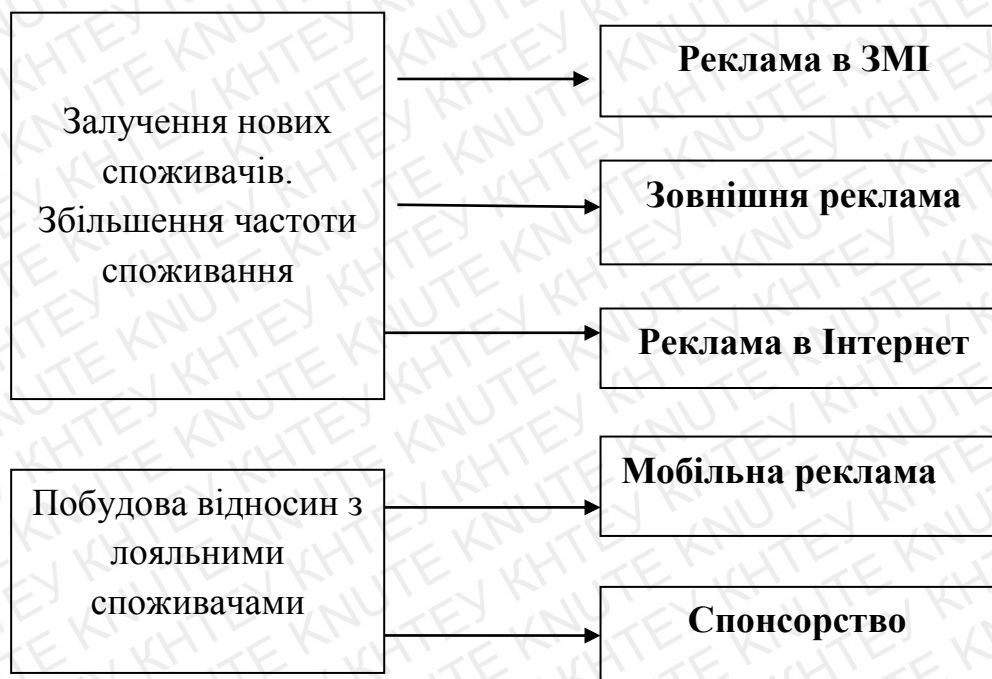 Залучення нових
споживачів.
Збільшення частоти
споживання
Реклама в ЗМІ
Зовнішня реклама
Реклама в Інтернет
Побудова відносин з
лояльними
споживачами
Мобільна реклама
Спонсорство